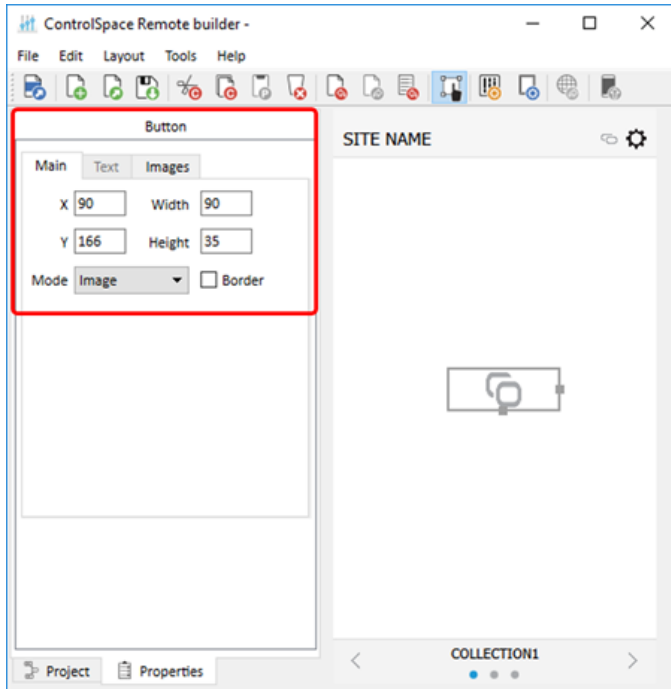 ControlSpace Remote builder -
File Edit Layout Tools Help
Button
Main Text Images
X 90 Width 90
Y 166 Height 35
Mode Image Border
SITE NAME
COLLECTION1
Project Properties